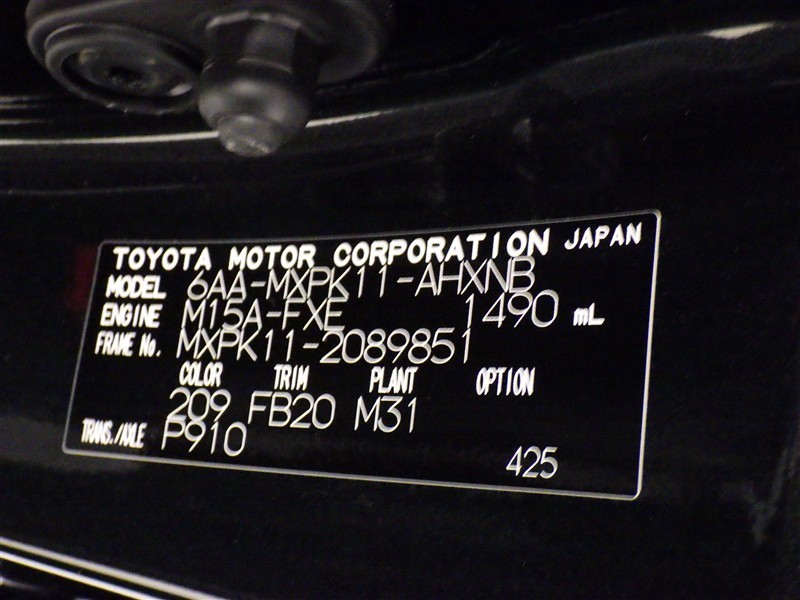 TOYOTA MOTOR CORPORATION JAPAN
MODEL 6AA-MXPK11-AHXNB
ENGINE M15A-FXE 1490 mL
FRAME No. MXPK11-2089851
COLOR TRIM PLANT OPTION
209 FB20 M31
TRANS./AXLE P910
425